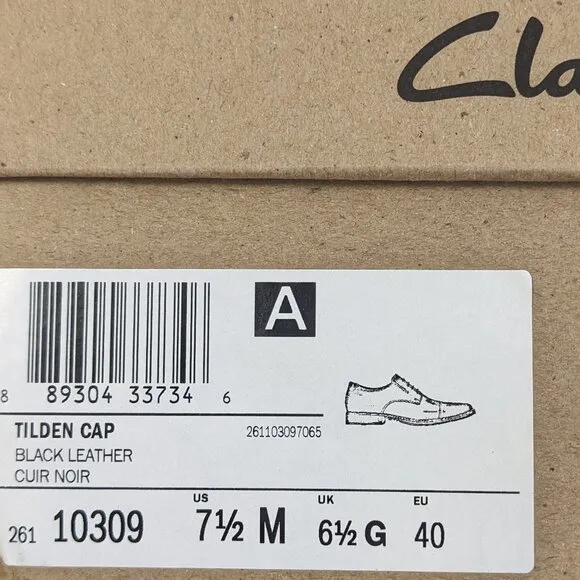 Cla
A
8 89304 33734 6
TILDEN CAP 261103097065
BLACK LEATHER
CUIR NOIR
US UK EU
261 10309 7½ M 6½ G 40